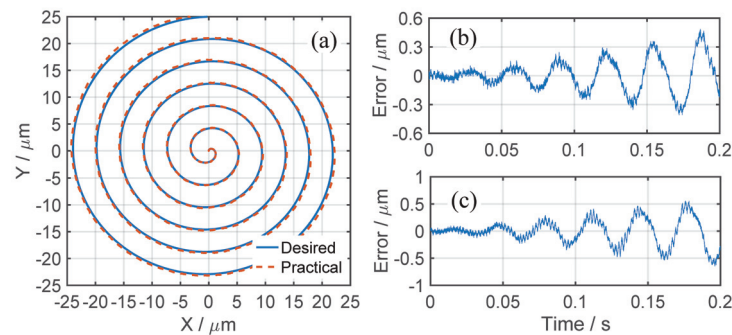 25
20
15
10
5
0
-5
-10
-15
-20
-25
Y / μm
-25 -20 -15 -10 -5 0 5 10 15 20 25
X / μm
(a)
Desired
Practical
0.6
0.3
0
-0.3
-0.6
Error / μm
(b)
0 0.05 0.1 0.15 0.2
1
0.5
0
-0.5
-1
Error / μm
(c)
0 0.05 0.1 0.15 0.2
Time / s